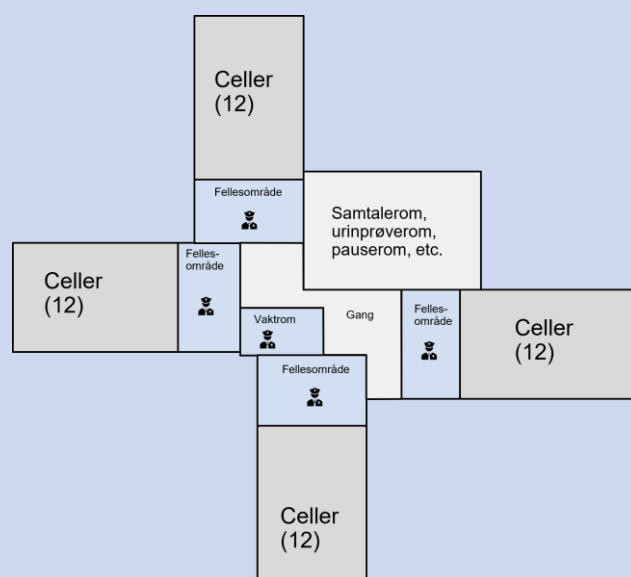 Celler
(12)
Fellesområde
Samtalerom,
urinprøverom,
pauserom, etc.
Felles-
område
Celler
(12)
Vaktrom
Gang
Felles-
område
Celler
(12)
Fellesområde
Celler
(12)